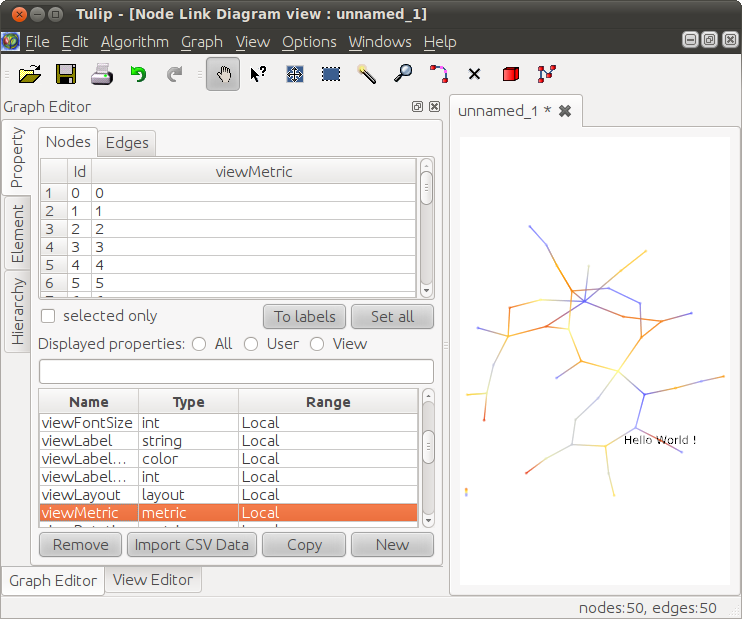 Tulip - [Node Link Diagram view : unnamed_1]
File Edit Algorithm Graph View Options Windows Help
Graph Editor
unnamed_1 *
Property
Element
Hierarchy
Nodes Edges
Id viewMetric
1 0 0
2 1 1
3 2 2
4 3 3
5 4 4
6 5 5
selected only To labels Set all
Displayed properties: All User View
Name Type Range
viewFontSize int Local
viewLabel string Local
viewLabel... color Local
viewLabel... int Local
viewLayout layout Local
viewMetric metric Local
Remove Import CSV Data Copy New
Graph Editor View Editor
Hello World !
nodes:50, edges:50